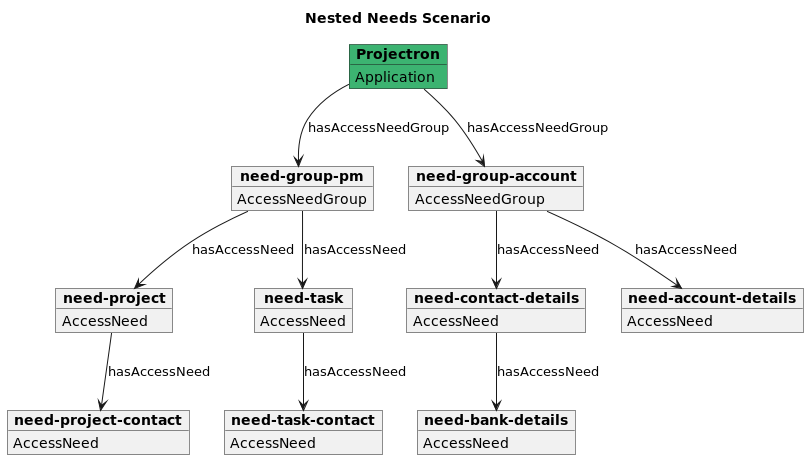 Nested Needs Scenario
Projectron
Application
hasAccessNeedGroup
hasAccessNeedGroup
need-group-pm
AccessNeedGroup
need-group-account
AccessNeedGroup
hasAccessNeed
hasAccessNeed
hasAccessNeed
hasAccessNeed
need-project
AccessNeed
need-task
AccessNeed
need-contact-details
AccessNeed
need-account-details
AccessNeed
hasAccessNeed
hasAccessNeed
hasAccessNeed
need-project-contact
AccessNeed
need-task-contact
AccessNeed
need-bank-details
AccessNeed